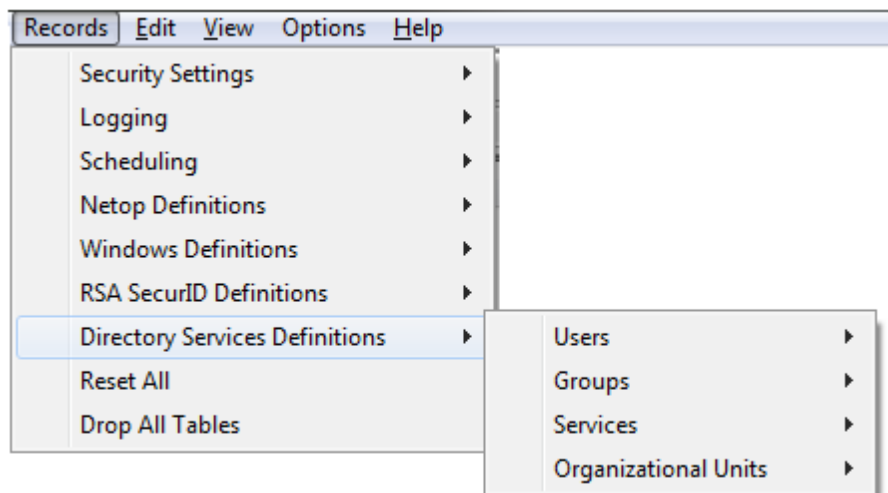 Records Edit View Options Help
Security Settings
Logging
Scheduling
Netop Definitions
Windows Definitions
RSA SecurID Definitions
Directory Services Definitions
Reset All
Drop All Tables
Users
Groups
Services
Organizational Units